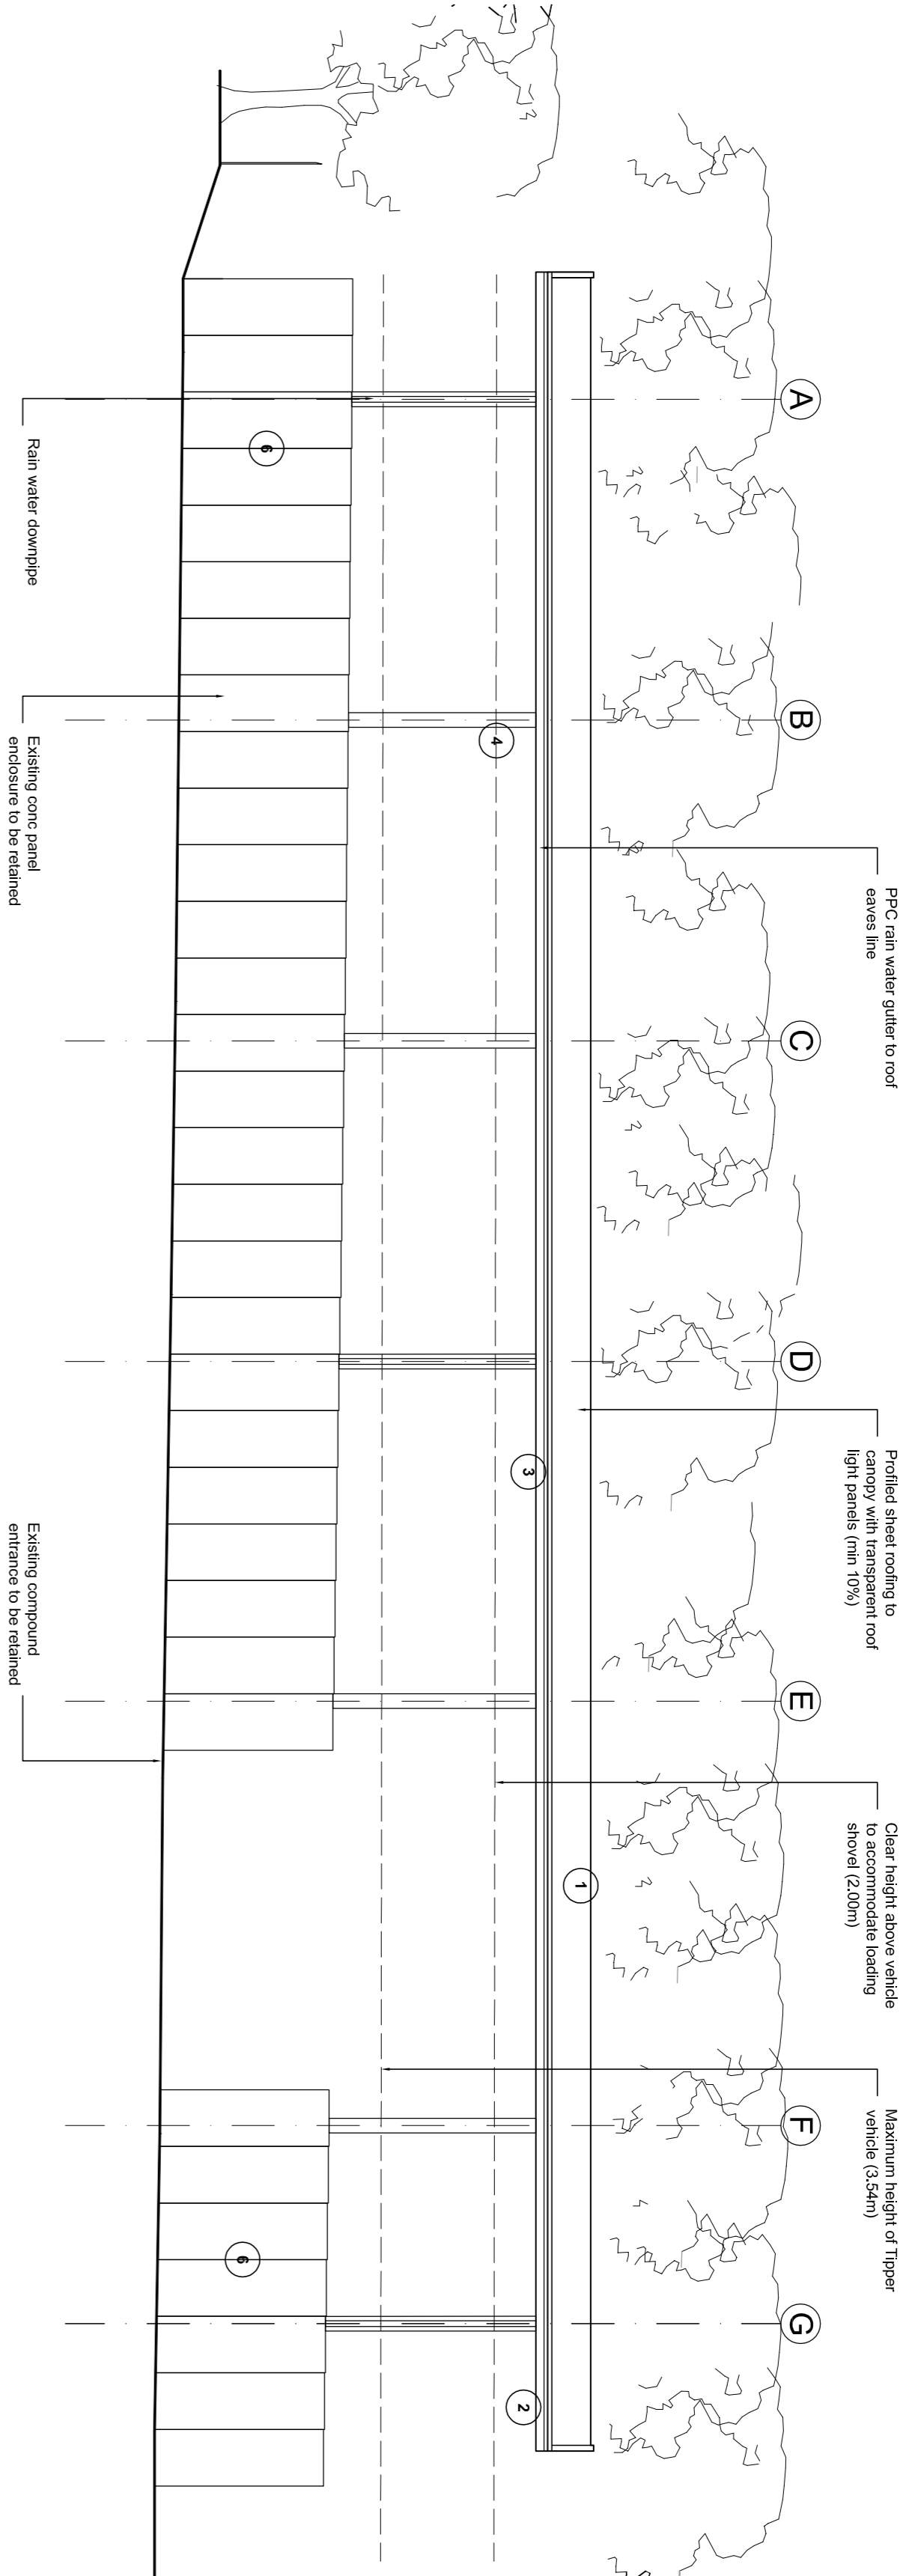 PPC rain water gutter to roof
eaves line
Profiled sheet roofing to
canopy with transparent roof
light panels (min 10%)
Clear height above vehicle
to accommodate loading
shovel (2.00m)
Maximum height of Tipper
vehicle (3.54m)
A
B
C
D
E
F
G
1
3
2
4
6
6
Rain water downpipe
Existing conc panel
enclosure to be retained
Existing compound
entrance to be retained